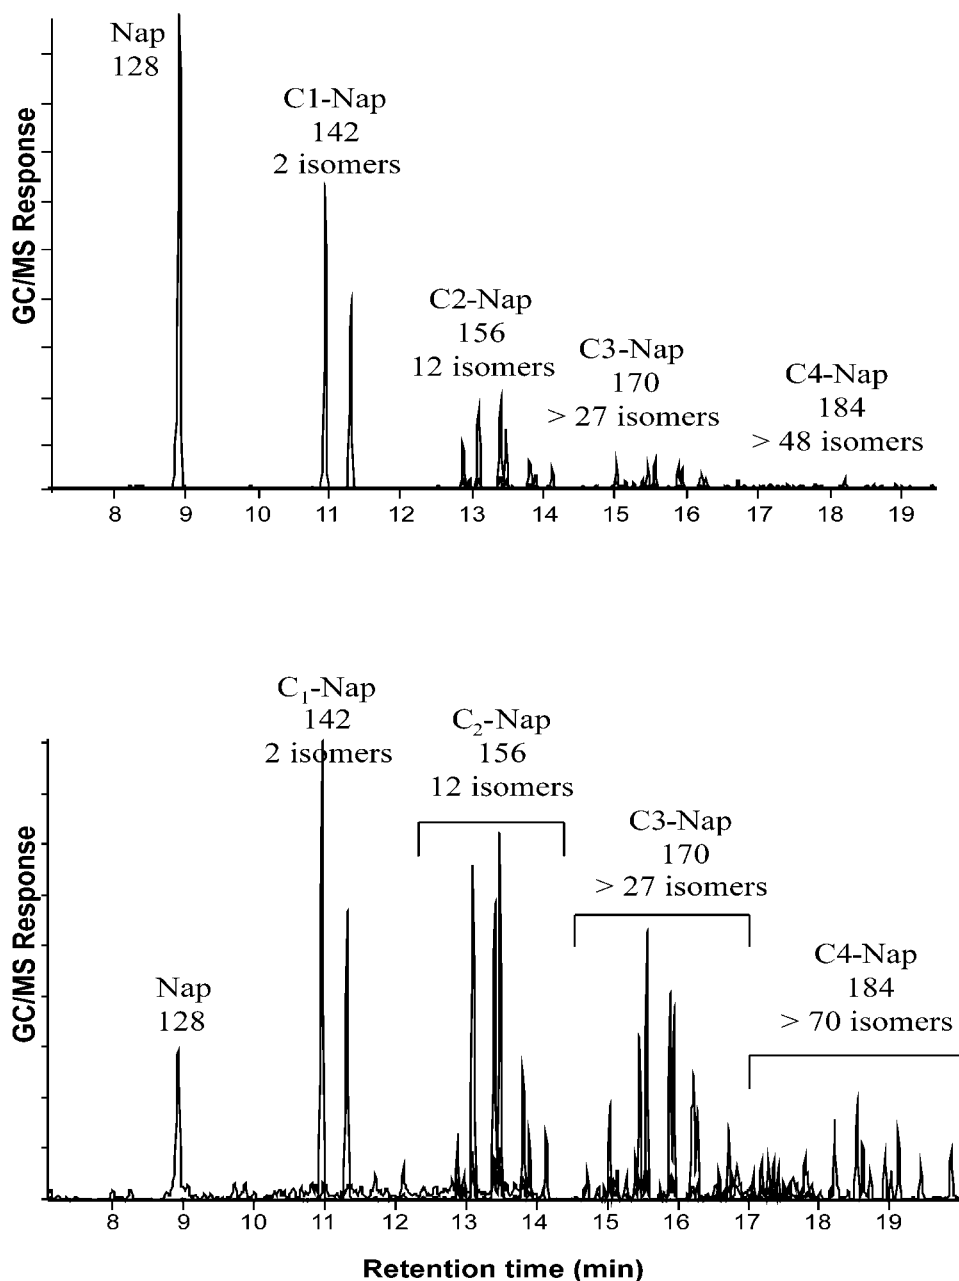 Nap
128
C1-Nap
142
2 isomers
C2-Nap
156
12 isomers
C3-Nap
170
> 27 isomers
C4-Nap
184
> 48 isomers
GC/MS Response
8 9 10 11 12 13 14 15 16 17 18 19
C₁-Nap
142
2 isomers
C₂-Nap
156
12 isomers
C3-Nap
170
> 27 isomers
C4-Nap
184
> 70 isomers
Nap
128
GC/MS Response
8 9 10 11 12 13 14 15 16 17 18 19
Retention time (min)